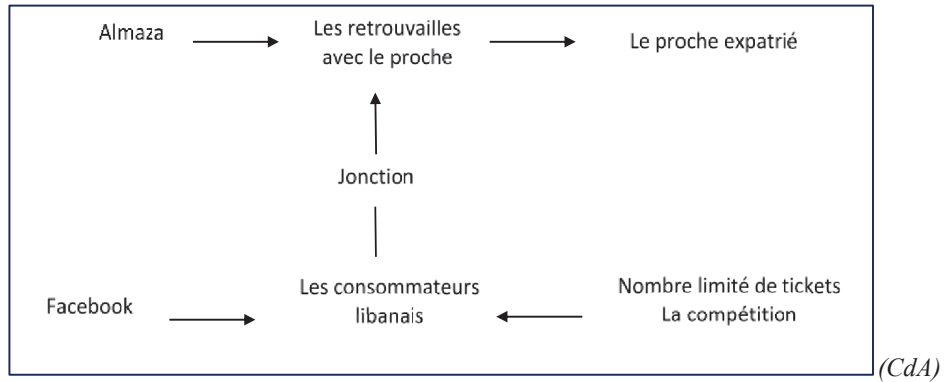 Almaza
Les retrouvailles
avec le proche
Le proche expatrié
Jonction
Facebook
Les consommateurs
libanais
Nombre limité de tickets
La compétition
(CdA)